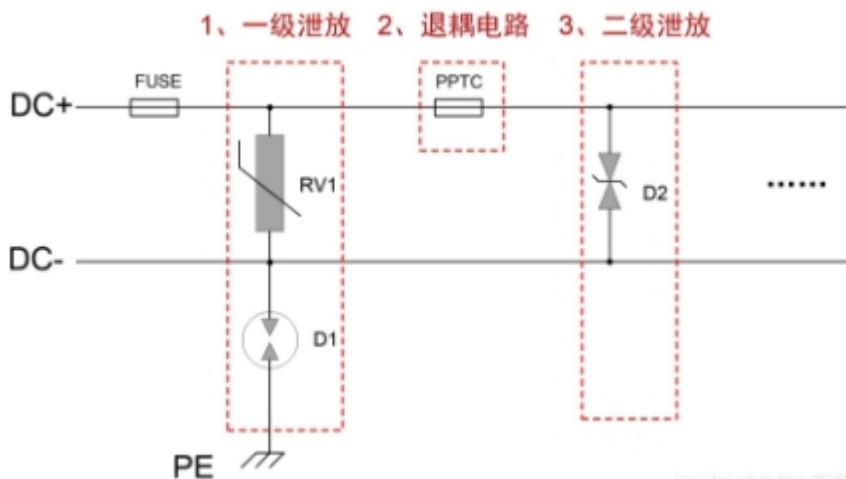 1、一级泄放 2、退耦电路 3、二级泄放
FUSE
PPTC
DC+
RV1
D2
......
DC-
D1
PE